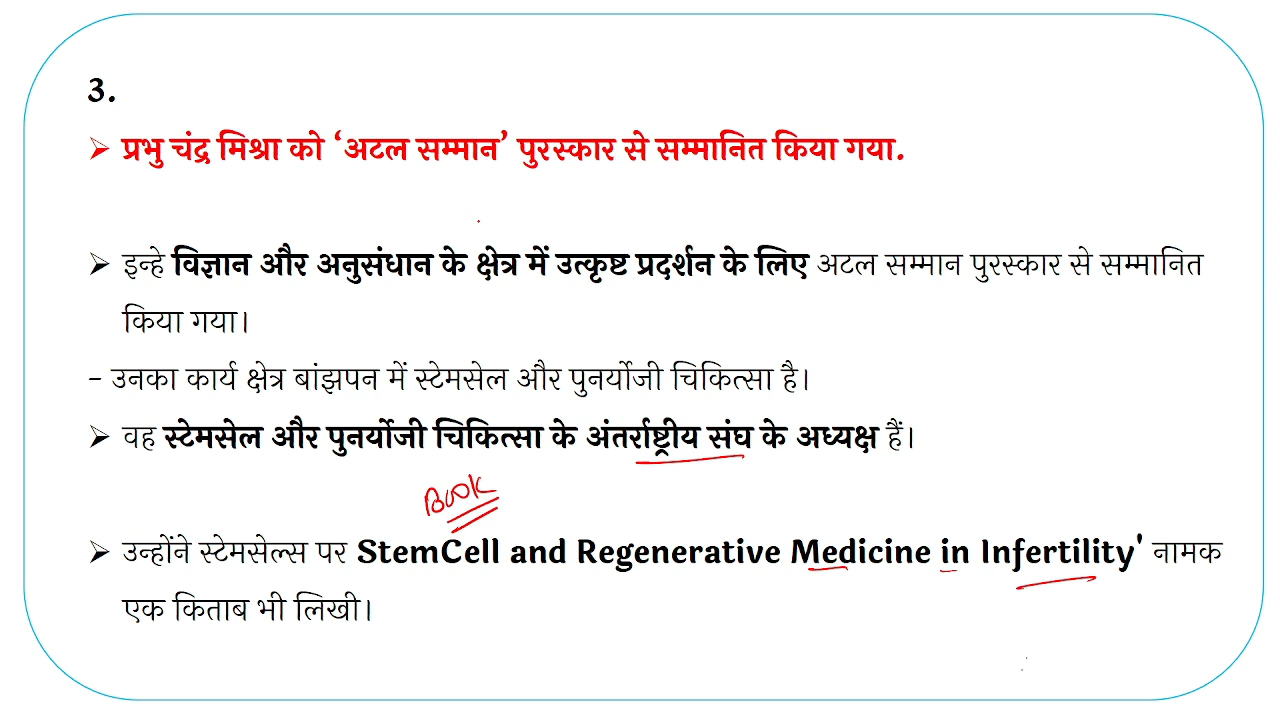 3.
➢ प्रभु चंद्र मिश्रा को ‘अटल सम्मान’ पुरस्कार से सम्मानित किया गया.
➢ इन्हे विज्ञान और अनुसंधान के क्षेत्र में उत्कृष्ट प्रदर्शन के लिए अटल सम्मान पुरस्कार से सम्मानित
किया गया।
- उनका कार्य क्षेत्र बांझपन में स्टेमसेल और पुनर्योजी चिकित्सा है।
➢ वह स्टेमसेल और पुनर्योजी चिकित्सा के अंतर्राष्ट्रीय संघ के अध्यक्ष हैं।
BOOK
➢ उन्होंने स्टेमसेल्स पर StemCell and Regenerative Medicine in Infertility' नामक
एक किताब भी लिखी।